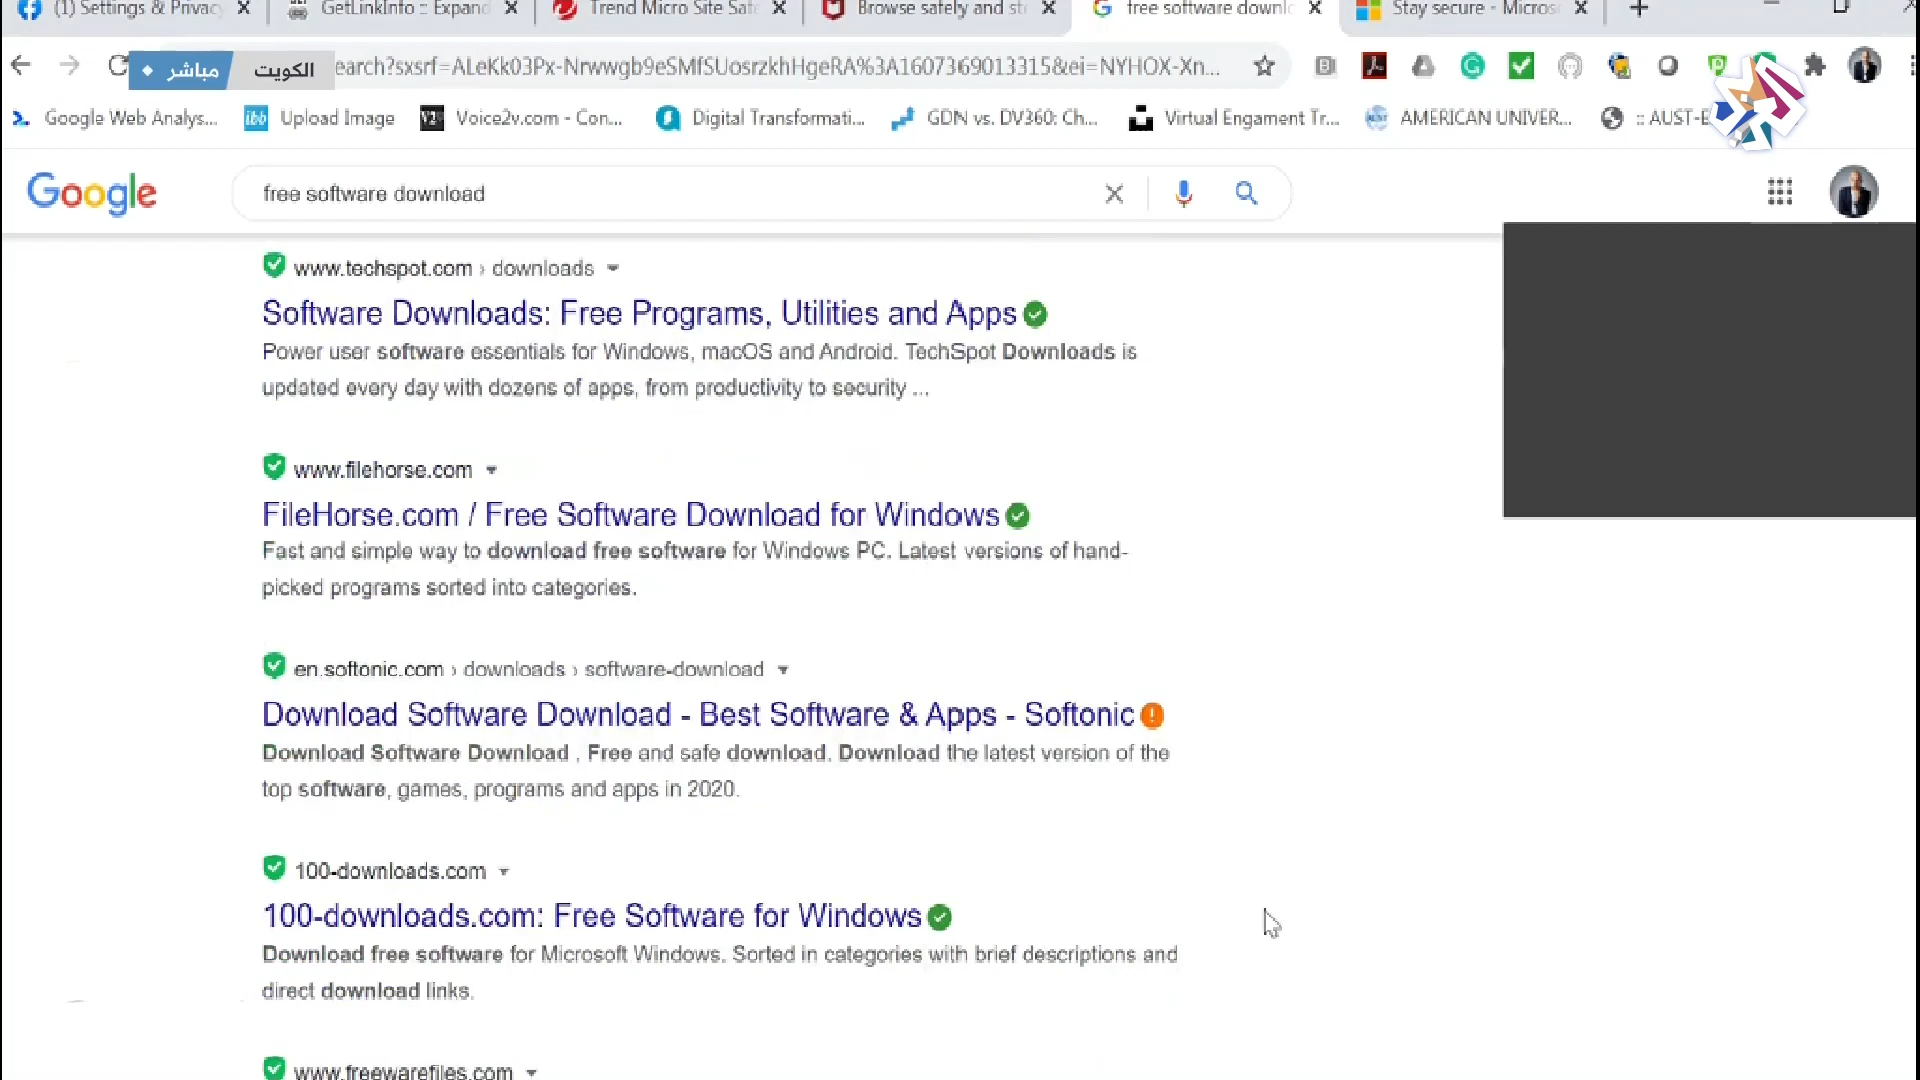 (1) Settings & Privac
GetLinkInfo :: Expand
Trend Micro Site Safe
Browse safely and st
free software downl
Stay secure - Micros
مباشر
الكويت
earch?sxsrf=ALeKk03Px-Nrwwgb9eSMfSUosrzkhHgeRA%3A1607369013315&ei=NYHOX-Xn...
Google Web Analys...
Upload Image
Voice2v.com - Con...
Digital Transformati...
GDN vs. DV360: Ch...
Virtual Engament Tr...
AMERICAN UNIVER...
:: AUST-E
Google
free software download
www.techspot.com › downloads
Software Downloads: Free Programs, Utilities and Apps
Power user software essentials for Windows, macOS and Android. TechSpot Downloads is
updated every day with dozens of apps, from productivity to security ...
www.filehorse.com
FileHorse.com / Free Software Download for Windows
Fast and simple way to download free software for Windows PC. Latest versions of hand-
picked programs sorted into categories.
en.softonic.com › downloads › software-download
Download Software Download - Best Software & Apps - Softonic
Download Software Download , Free and safe download. Download the latest version of the
top software, games, programs and apps in 2020.
100-downloads.com
100-downloads.com: Free Software for Windows
Download free software for Microsoft Windows. Sorted in categories with brief descriptions and
direct download links.
www.freewarefiles.com